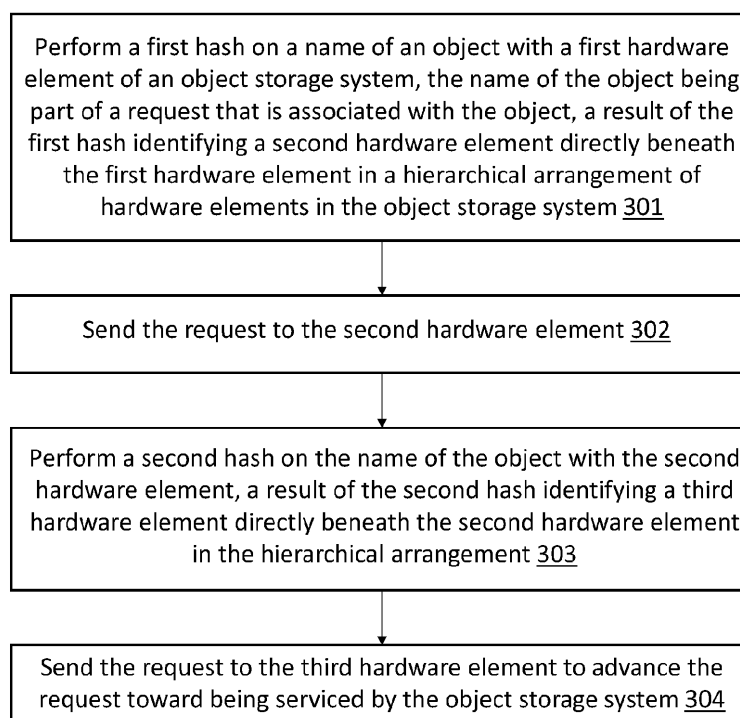 Perform a first hash on a name of an object with a first hardware
element of an object storage system, the name of the object being
part of a request that is associated with the object, a result of the
first hash identifying a second hardware element directly beneath
the first hardware element in a hierarchical arrangement of
hardware elements in the object storage system 301
Send the request to the second hardware element 302
Perform a second hash on the name of the object with the second
hardware element, a result of the second hash identifying a third
hardware element directly beneath the second hardware element
in the hierarchical arrangement 303
Send the request to the third hardware element to advance the
request toward being serviced by the object storage system 304